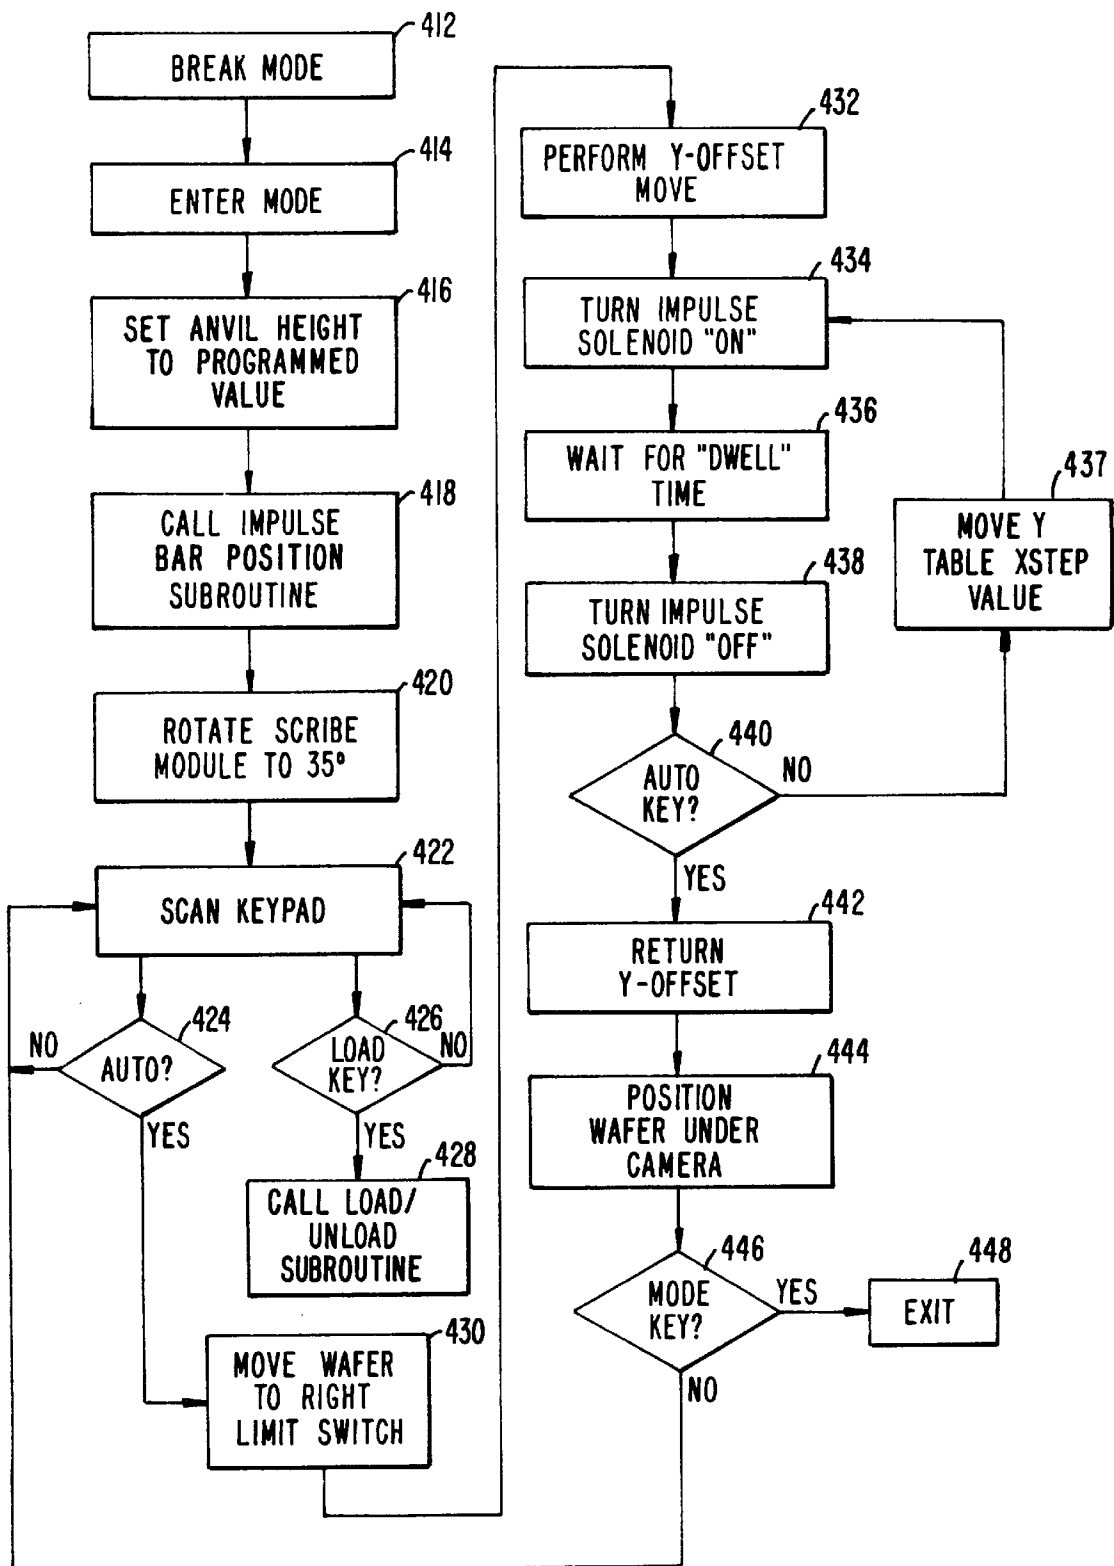 412
BREAK MODE
414
ENTER MODE
416
SET ANVIL HEIGHT
TO PROGRAMMED
VALUE
418
CALL IMPULSE
BAR POSITION
SUBROUTINE
420
ROTATE SCRIBE
MODULE TO 35°
422
SCAN KEYPAD
424
AUTO?
NO
YES
426
LOAD
KEY?
NO
YES
428
CALL LOAD/
UNLOAD
SUBROUTINE
430
MOVE WAFER
TO RIGHT
LIMIT SWITCH
432
PERFORM Y-OFFSET
MOVE
434
TURN IMPULSE
SOLENOID "ON"
436
WAIT FOR "DWELL"
TIME
437
MOVE Y
TABLE XSTEP
VALUE
438
TURN IMPULSE
SOLENOID "OFF"
440
AUTO
KEY?
NO
YES
442
RETURN
Y-OFFSET
444
POSITION
WAFER UNDER
CAMERA
446
MODE
KEY?
YES
NO
448
EXIT